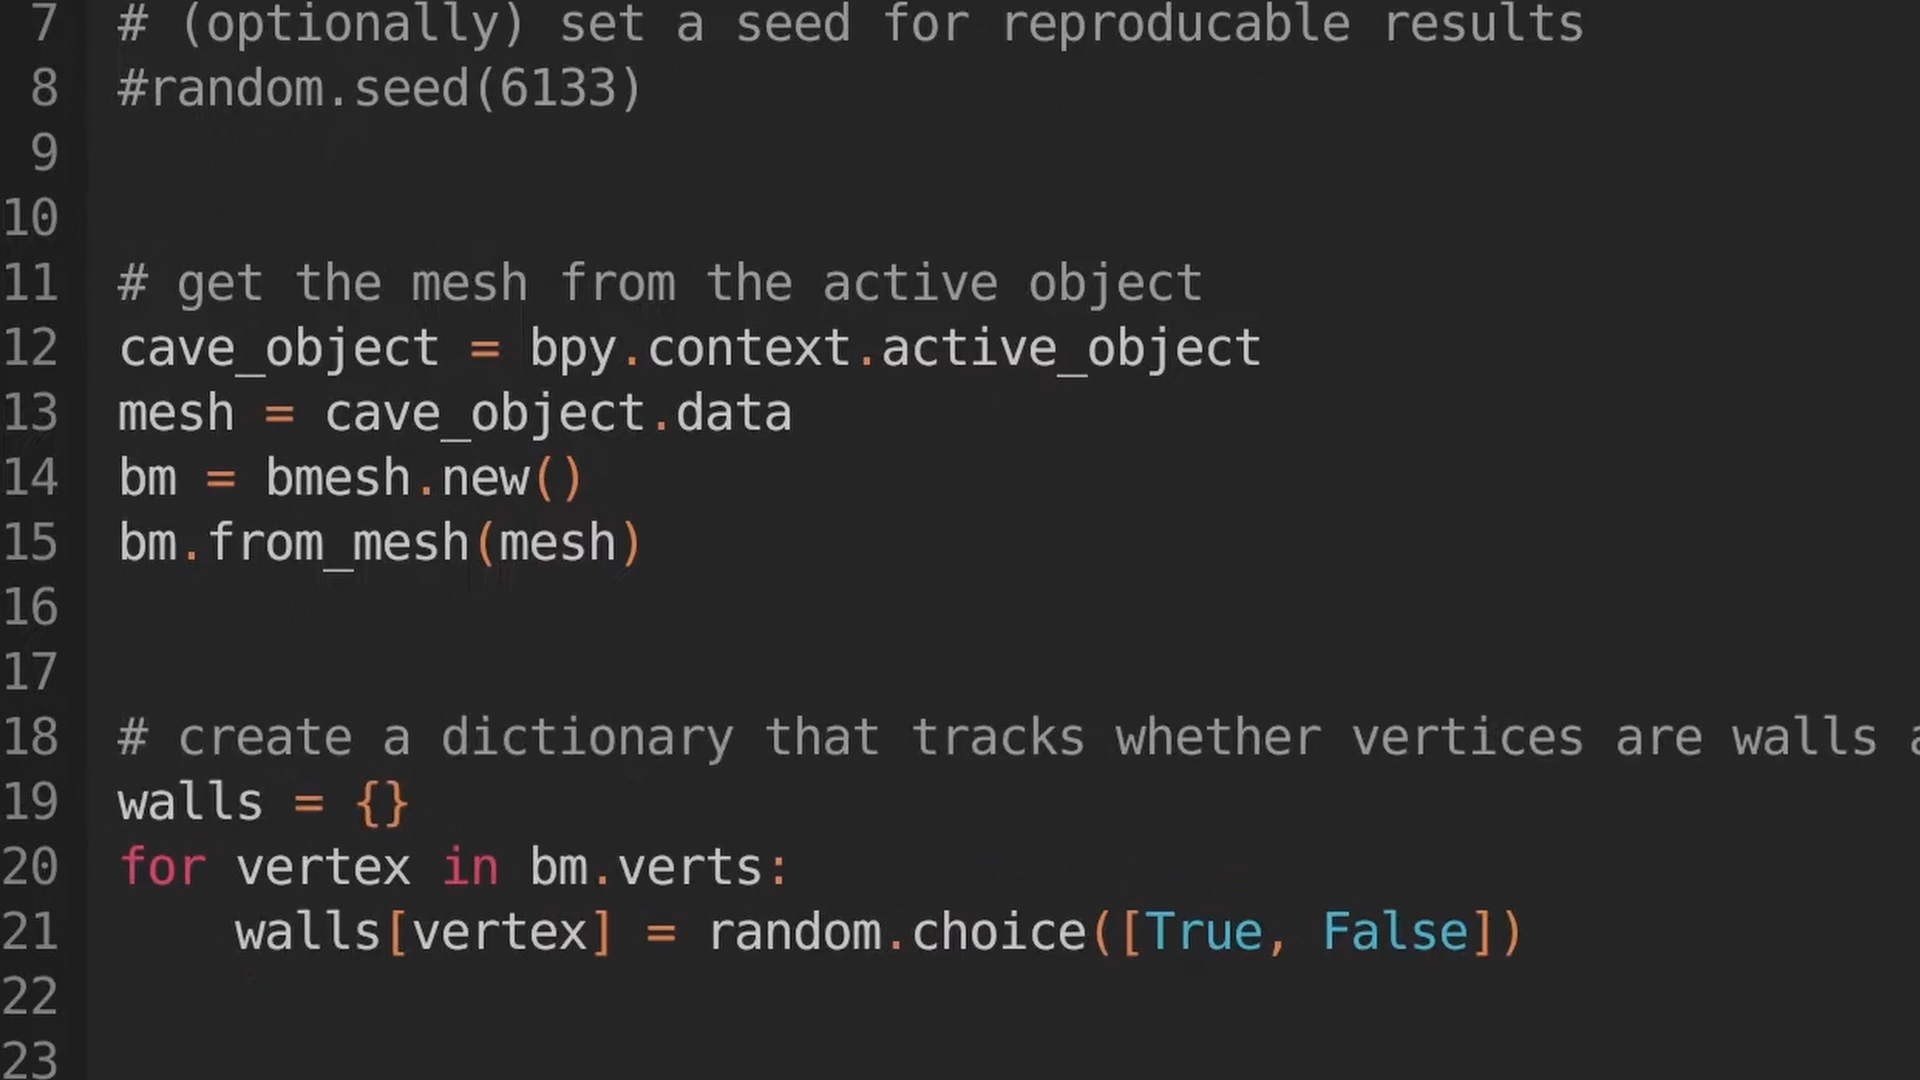 7 # (optionally) set a seed for reproducable results
8 #random.seed(6133)
9
10
11 # get the mesh from the active object
12 cave_object = bpy.context.active_object
13 mesh = cave_object.data
14 bm = bmesh.new()
15 bm.from_mesh(mesh)
16
17
18 # create a dictionary that tracks whether vertices are walls
19 walls = {}
20 for vertex in bm.verts:
21     walls[vertex] = random.choice([True, False])
22
23